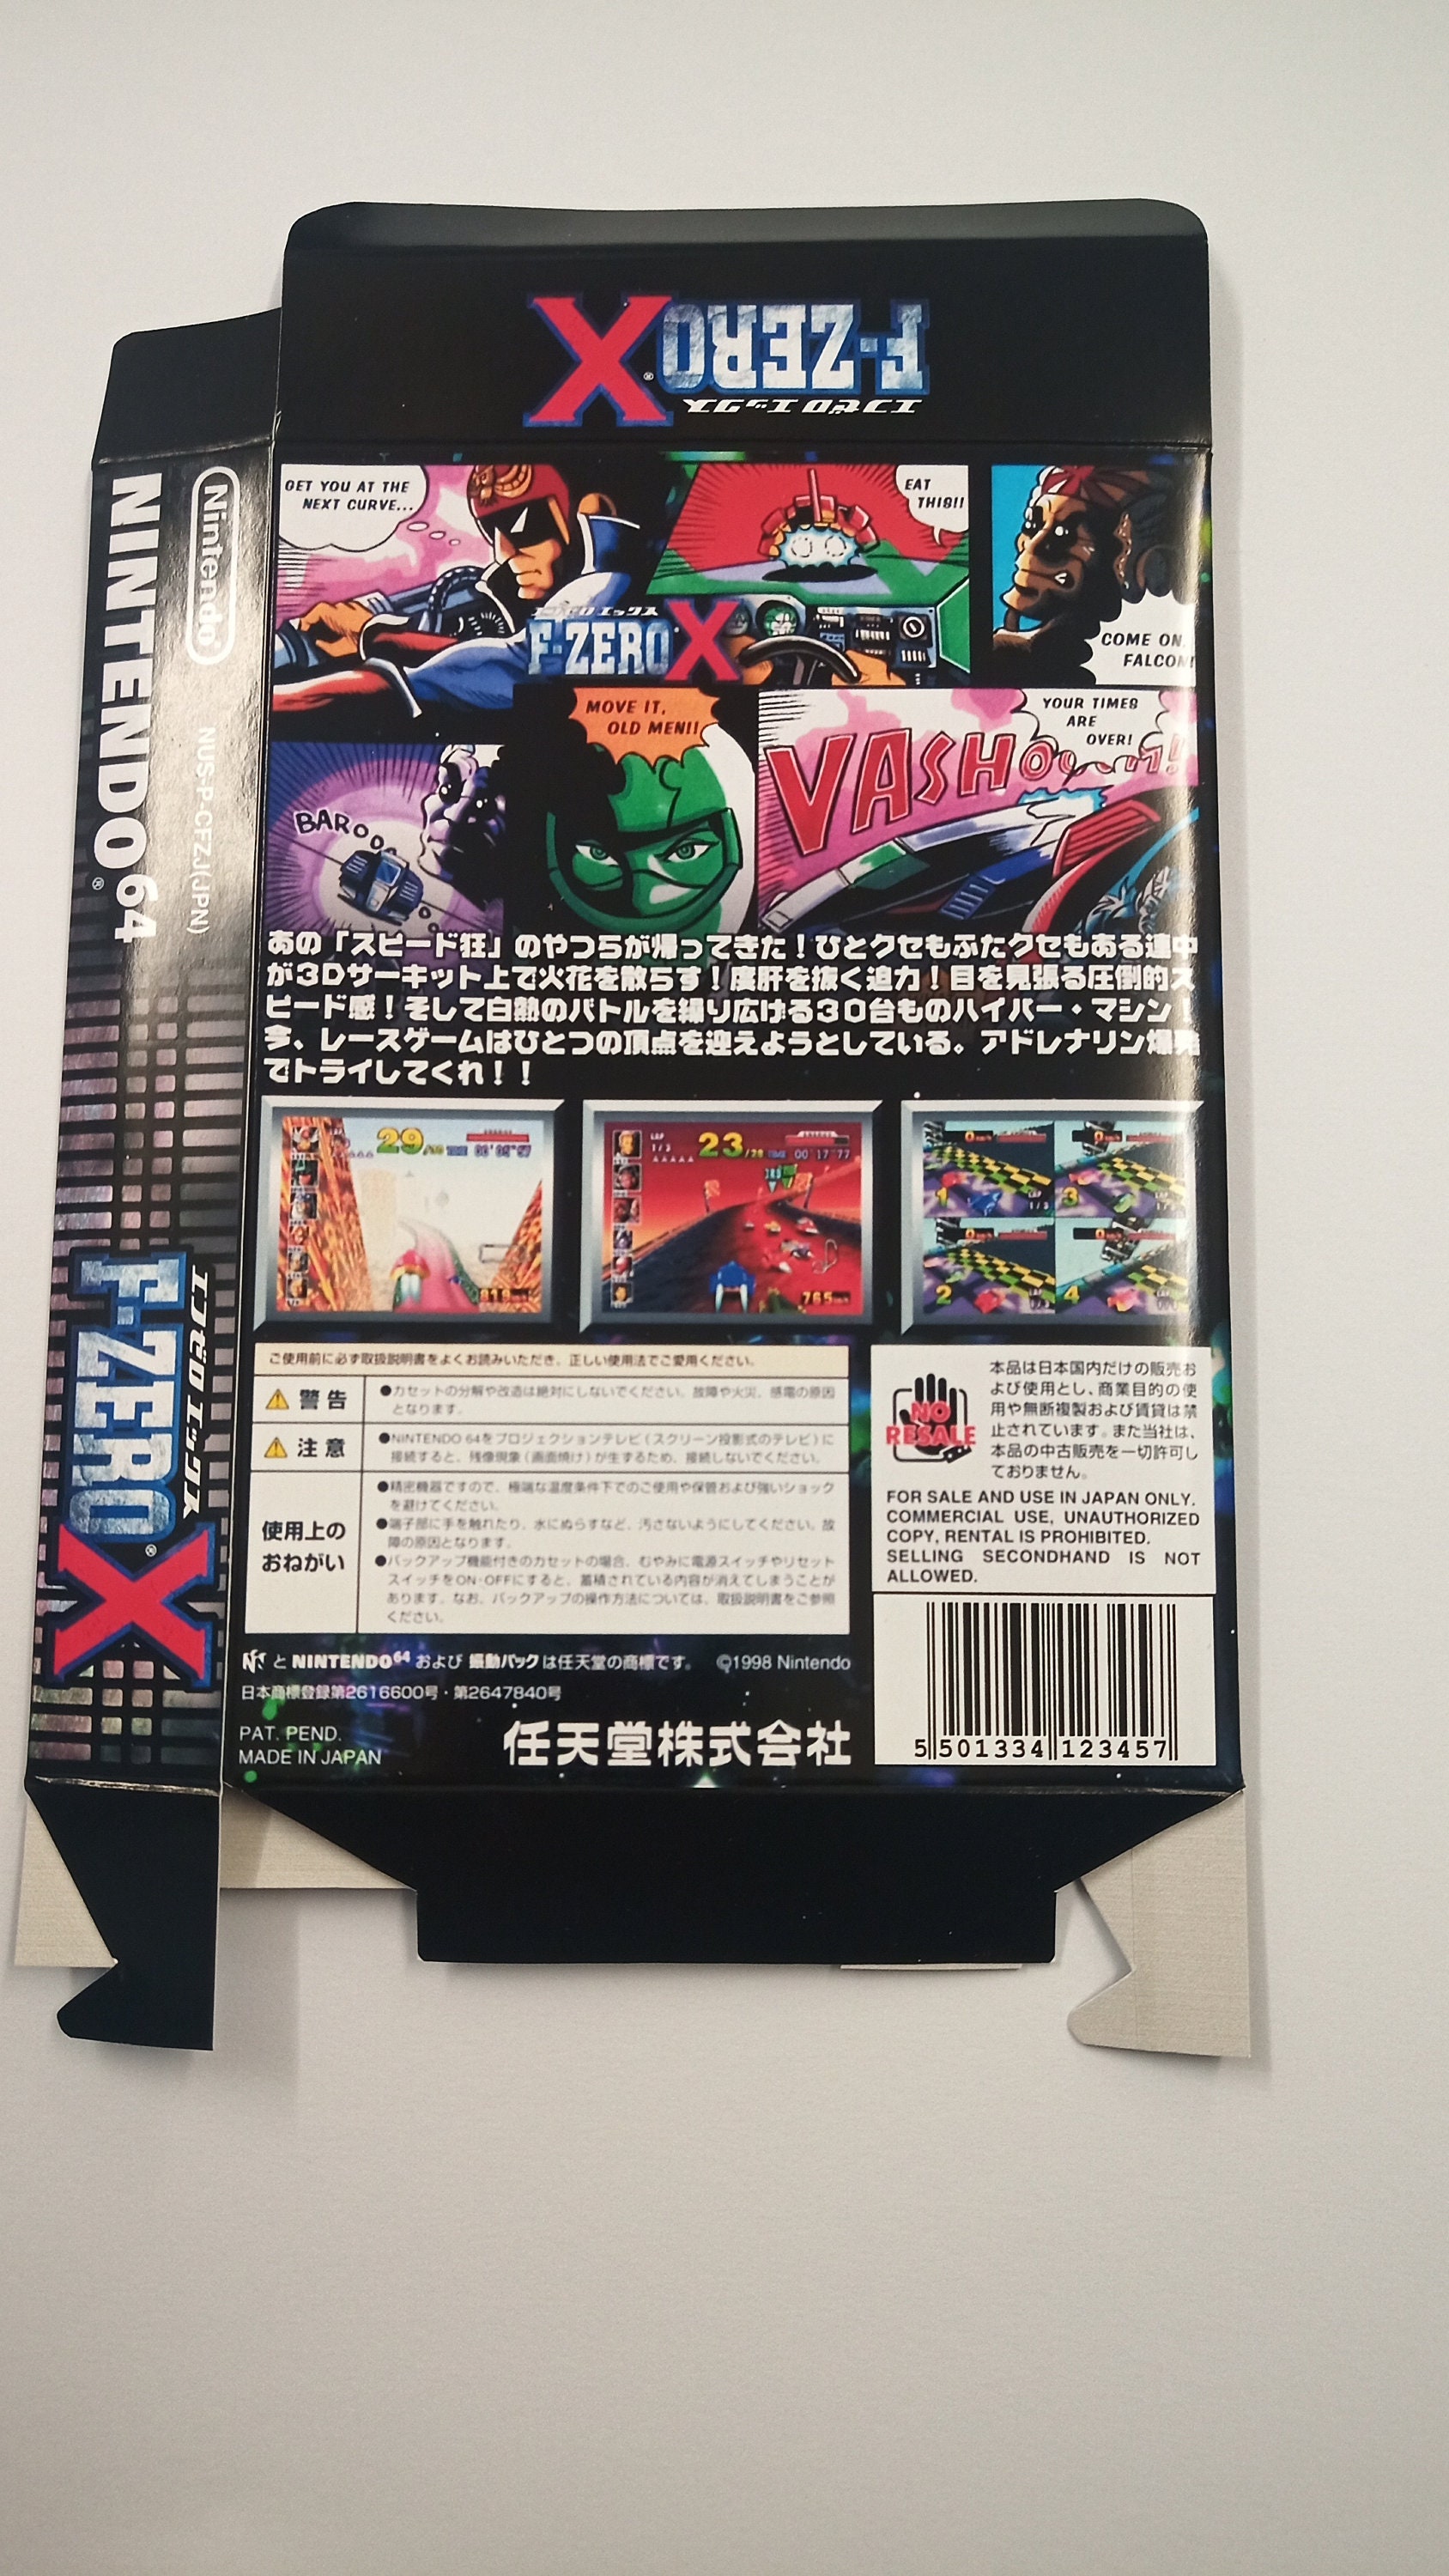 エフゼロ エックス
F-ZERO X®
GET YOU AT THE
NEXT CURVE...
EAT
THIS!!
COME ON,
FALCON!
エフゼロ エックス
F-ZERO X
MOVE IT,
OLD MEN!!
YOUR TIMES
ARE
OVER!
BAROOO
あの「スピード狂」のやつらが帰ってきた!ひとクセもふたクセもある連中
が3Dサーキット上で火花を散らす!度肝を抜く迫力!目を見張る圧倒的ス
ピード感!そして白熱のバトルを繰り広げる30台ものハイパー・マシン!
今、レースゲームはひとつの頂点を迎えようとしている。アドレナリン爆発
でトライしてくれ!!
29 TIME
LAP 1/3 23/28 TIME 00'17"77
765
1 3
2 4
ご使用前に必ず取扱説明書をよくお読みいただき、正しい使用法でご愛用ください。
警告
●カセットの分解や改造は絶対にしないでください。故障や火災、感電の原因
となります。
注意
●NINTENDO 64をプロジェクションテレビ(スクリーン投影式のテレビ)に
接続すると、残像現象(画面焼け)が生ずるため、接続しないでください。
使用上の
おねがい
●精密機器ですので、極端な温度条件下でのご使用や保管および強いショック
を避けてください。
●端子部に手を触れたり、水にぬらすなど、汚さないようにしてください。故
障の原因となります。
●バックアップ機能付きのカセットの場合、むやみに電源スイッチやリセット
スイッチをON・OFFにすると、蓄積されている内容が消えてしまうことが
あります。なお、バックアップの操作方法については、取扱説明書をご参照
ください。
NO
RESALE
本品は日本国内だけの販売お
よび使用とし、商業目的の使
用や無断複製および賃貸は禁
止されています。また当社は、
本品の中古販売を一切許可し
ておりません。
FOR SALE AND USE IN JAPAN ONLY.
COMMERCIAL USE, UNAUTHORIZED
COPY, RENTAL IS PROHIBITED.
SELLING SECONDHAND IS NOT
ALLOWED.
と NINTENDO64 および 振動パック は任天堂の商標です。 ©1998 Nintendo
日本商標登録第2616600号・第2647840号
PAT. PEND.
MADE IN JAPAN
任天堂株式会社
5 501334 123457
Nintendo®
NUS-P-CFZJ(JPN)
NINTENDO 64®
エフゼロ エックス
F-ZERO X®